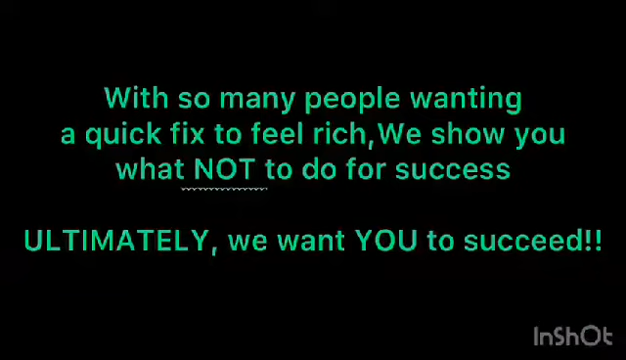 With so many people wanting
a quick fix to feel rich,We show you
what NOT to do for success
ULTIMATELY, we want YOU to succeed!!
InShOt